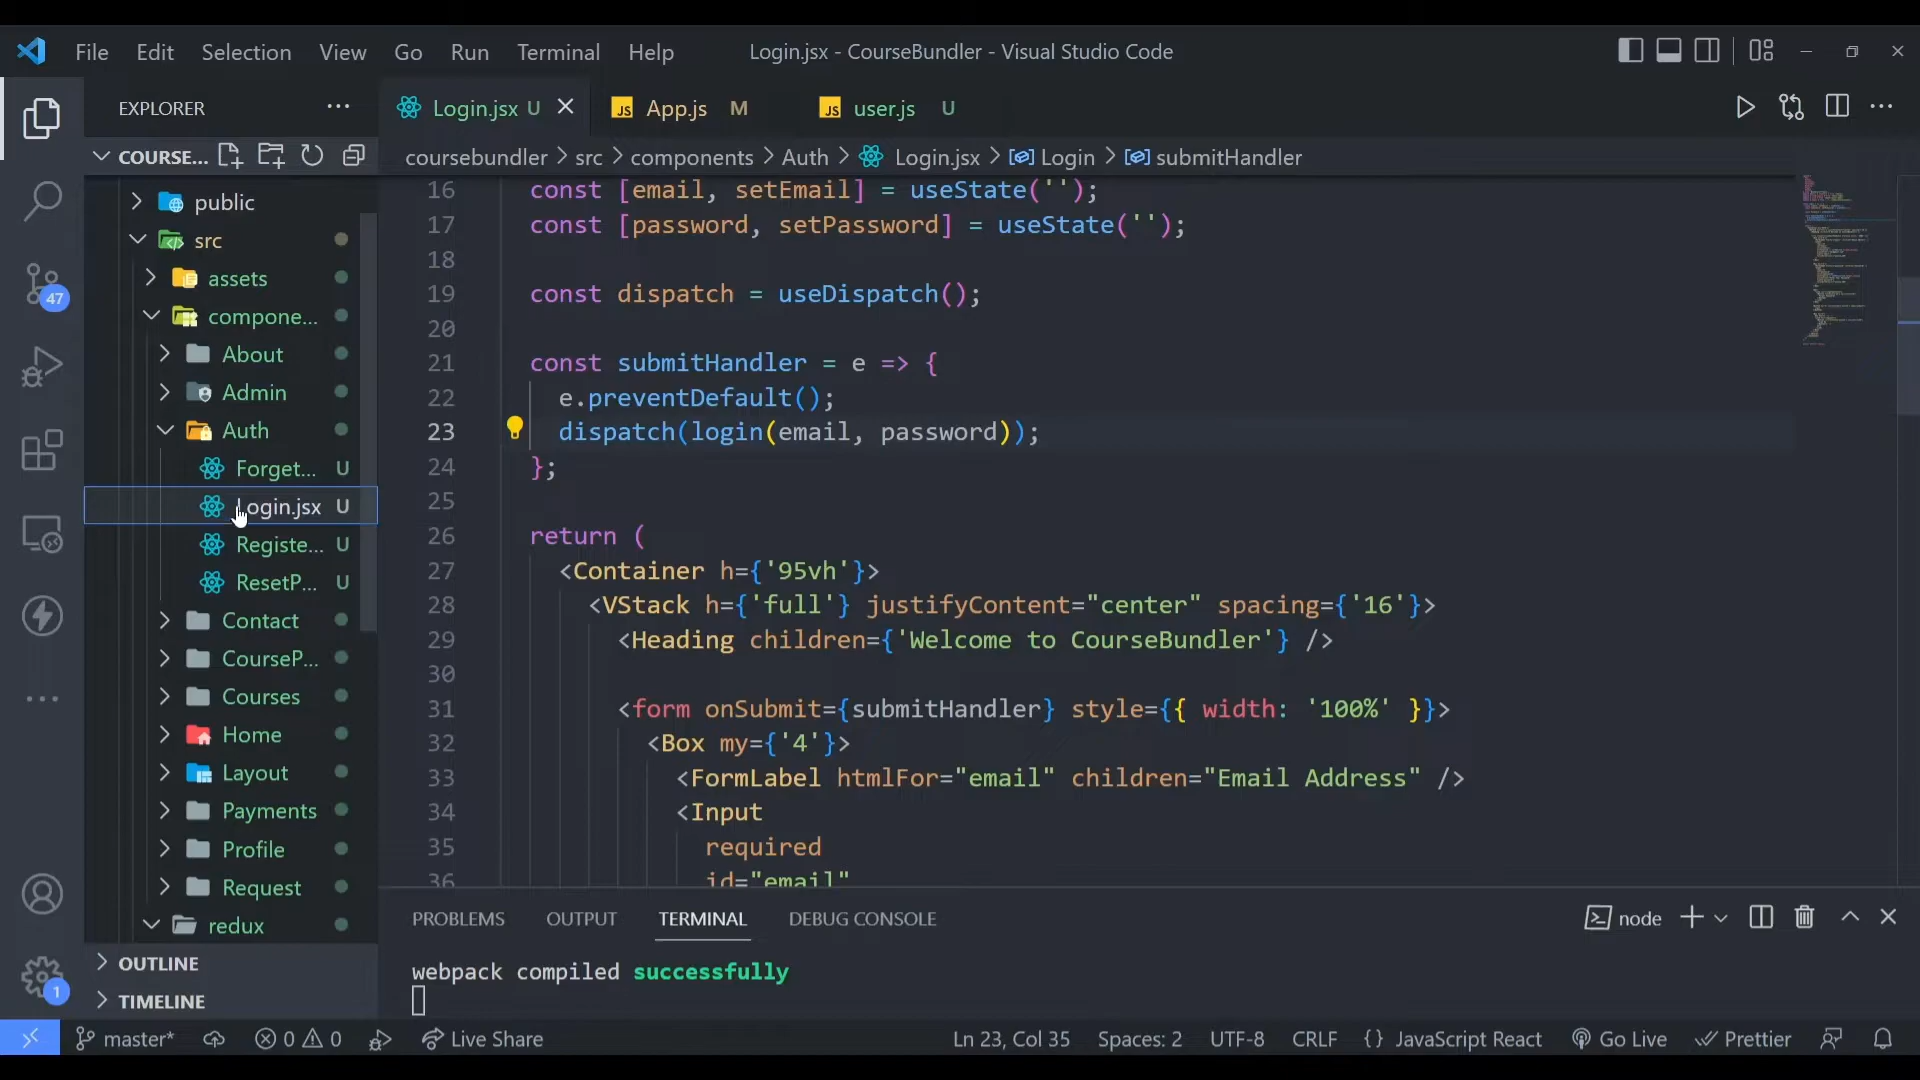 File Edit Selection View Go Run Terminal Help
Login.jsx - CourseBundler - Visual Studio Code
EXPLORER
Login.jsx U
JS App.js M
JS user.js U
COURSE...
coursebundler > src > components > Auth > Login.jsx > Login > submitHandler
public
src
assets
compone...
About
Admin
Auth
Forget... U
Login.jsx U
Registe... U
ResetP... U
Contact
CourseP...
Courses
Home
Layout
Payments
Profile
Request
redux
OUTLINE
TIMELINE
47
1
16 const [email, setEmail] = useState('');
17 const [password, setPassword] = useState('');
18
19 const dispatch = useDispatch();
20
21 const submitHandler = e => {
22 e.preventDefault();
23 dispatch(login(email, password));
24 };
25
26 return (
27 <Container h={'95vh'}>
28 <VStack h={'full'} justifyContent="center" spacing={'16'}>
29 <Heading children={'Welcome to CourseBundler'} />
30
31 <form onSubmit={submitHandler} style={{ width: '100%' }}>
32 <Box my={'4'}>
33 <FormLabel htmlFor="email" children="Email Address" />
34 <Input
35 required
36 id="email"
PROBLEMS OUTPUT TERMINAL DEBUG CONSOLE
node
webpack compiled successfully
master* 0 0 Live Share
Ln 23, Col 35 Spaces: 2 UTF-8 CRLF {} JavaScript React Go Live Prettier